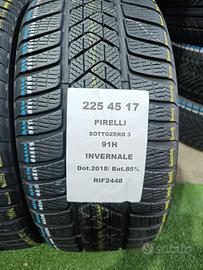 225 45 17
PIRELLI
SOTTOZERO 3
91H
INVERNALE
Dot.2018/ Bat.85%
RIF2448
subito